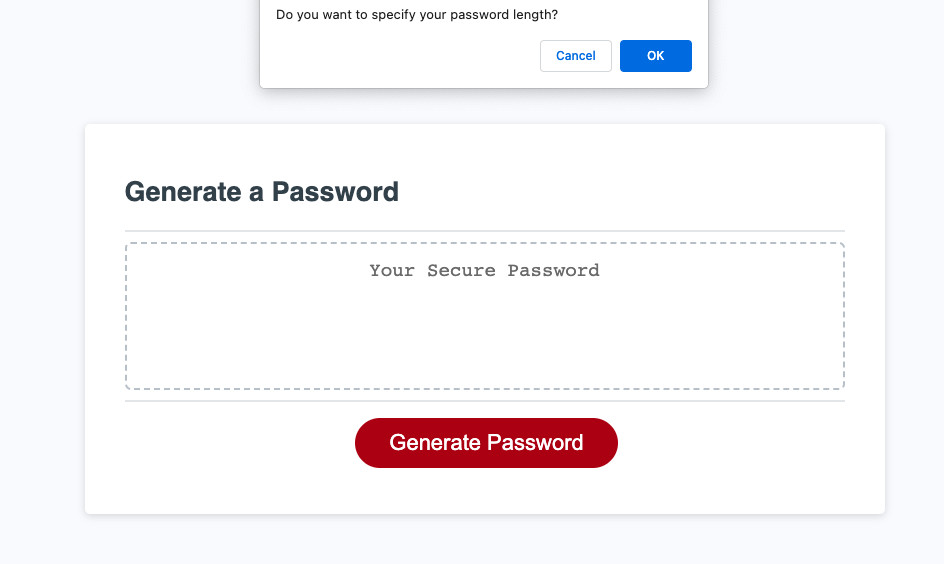 Do you want to specify your password length?
Cancel OK
Generate a Password
Your Secure Password
Generate Password